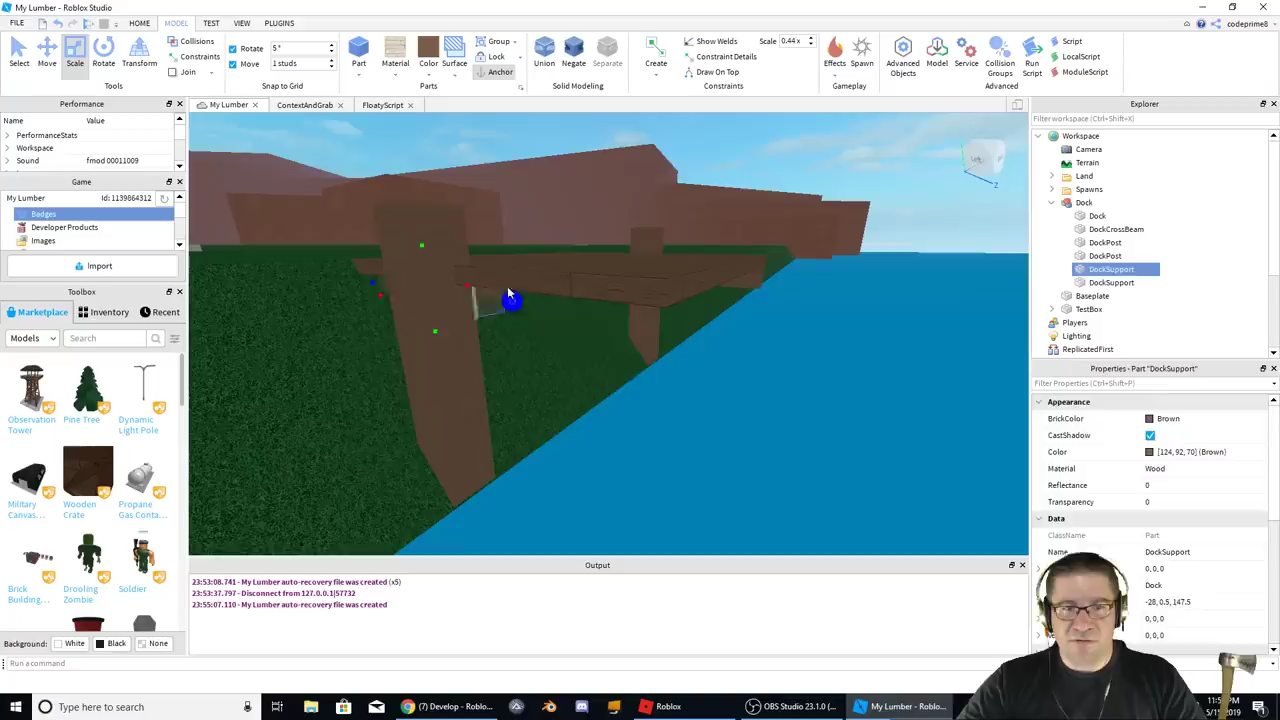 My Lumber - Roblox Studio
FILE HOME MODEL TEST VIEW PLUGINS codeprime8
Select Move Scale Rotate Transform
Collisions
Constraints
Join
Tools
Rotate 5°
Move 1 studs
Snap to Grid
Part Material Color Surface
Group
Lock
Anchor
Parts
Union Negate Separate
Solid Modeling
Create
Show Welds Scale 0.44 x
Constraint Details
Draw On Top
Constraints
Effects Spawn
Gameplay
Advanced Objects Model Service Collision Groups Run Script
Script
LocalScript
ModuleScript
Advanced
Performance
Name Value
PerformanceStats
Workspace
Sound fmod 00011009
Game
My Lumber Id: 1139864312
Badges
Developer Products
Images
Import
Toolbox
Marketplace Inventory Recent
Models Search
Observation Tower
Pine Tree
Dynamic Light Pole
Military Canvas...
Wooden Crate
Propane Gas Conta...
Brick Building,...
Drooling Zombie
Soldier
Background: White Black None
Run a command
My Lumber ContextAndGrab FloatyScript
Z
Output
23:53:08.741 - My Lumber auto-recovery file was created (x5)
23:53:37.797 - Disconnect from 127.0.0.1|57732
23:55:07.110 - My Lumber auto-recovery file was created
Explorer
Filter workspace (Ctrl+Shift+X)
Workspace
Camera
Terrain
Land
Spawns
Dock
Dock
DockCrossBeam
DockPost
DockPost
DockSupport
DockSupport
Baseplate
TestBox
Players
Lighting
ReplicatedFirst
Properties - Part "DockSupport"
Filter Properties (Ctrl+Shift+P)
Appearance
BrickColor Brown
CastShadow
Color [124, 92, 70] (Brown)
Material Wood
Reflectance 0
Transparency 0
Data
ClassName Part
Name DockSupport
0, 0, 0
Dock
-28, 0.5, 147.5
0, 0, 0
0, 0, 0
Type here to search
(7) Develop - Roblo...
Roblox
OBS Studio 23.1.0 (...
My Lumber - Roblo...